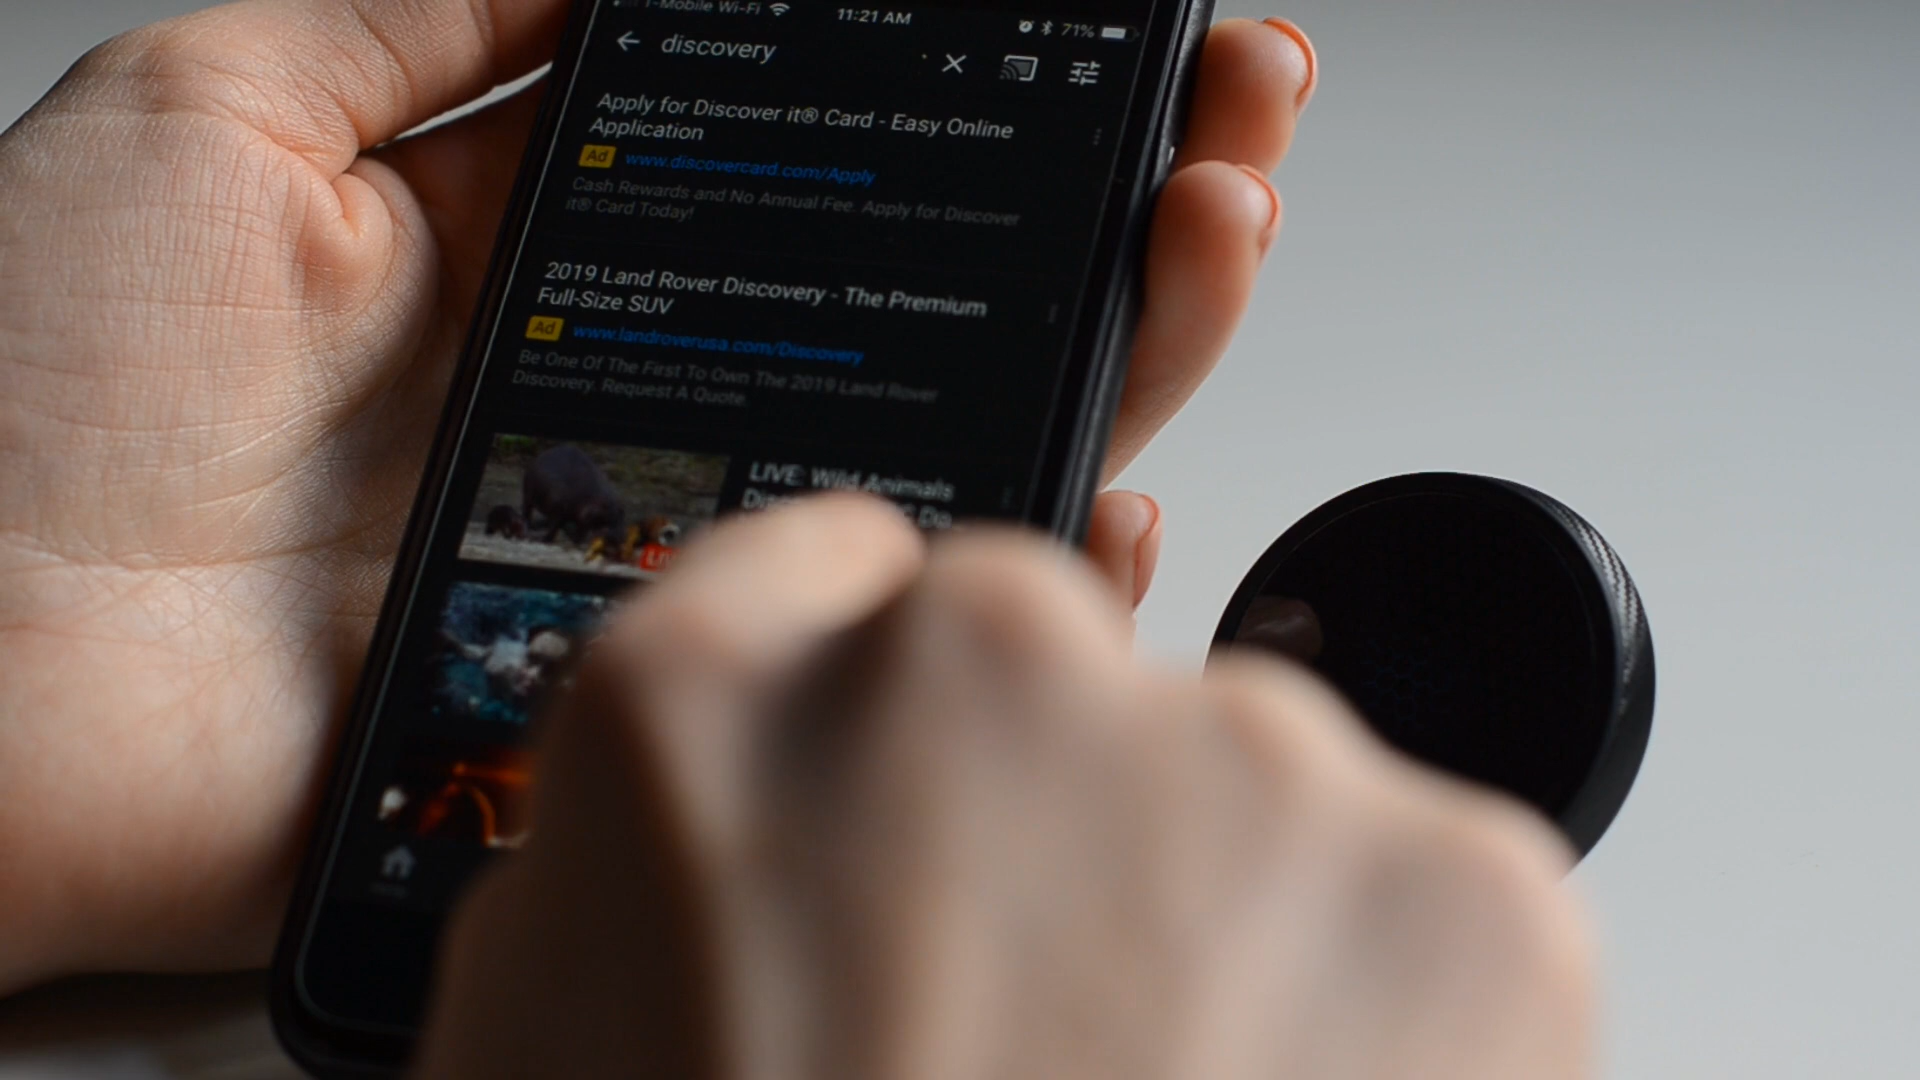 T-Mobile Wi-Fi 11:21 AM 71%
discovery
Apply for Discover it® Card - Easy Online
Application
Ad www.discovercard.com/Apply
Cash Rewards and No Annual Fee. Apply for Discover
it® Card Today!
2019 Land Rover Discovery - The Premium
Full-Size SUV
Ad www.landroverusa.com/Discovery
Be One Of The First To Own The 2019 Land Rover
Discovery. Request A Quote.
LIVE: Wild Animals